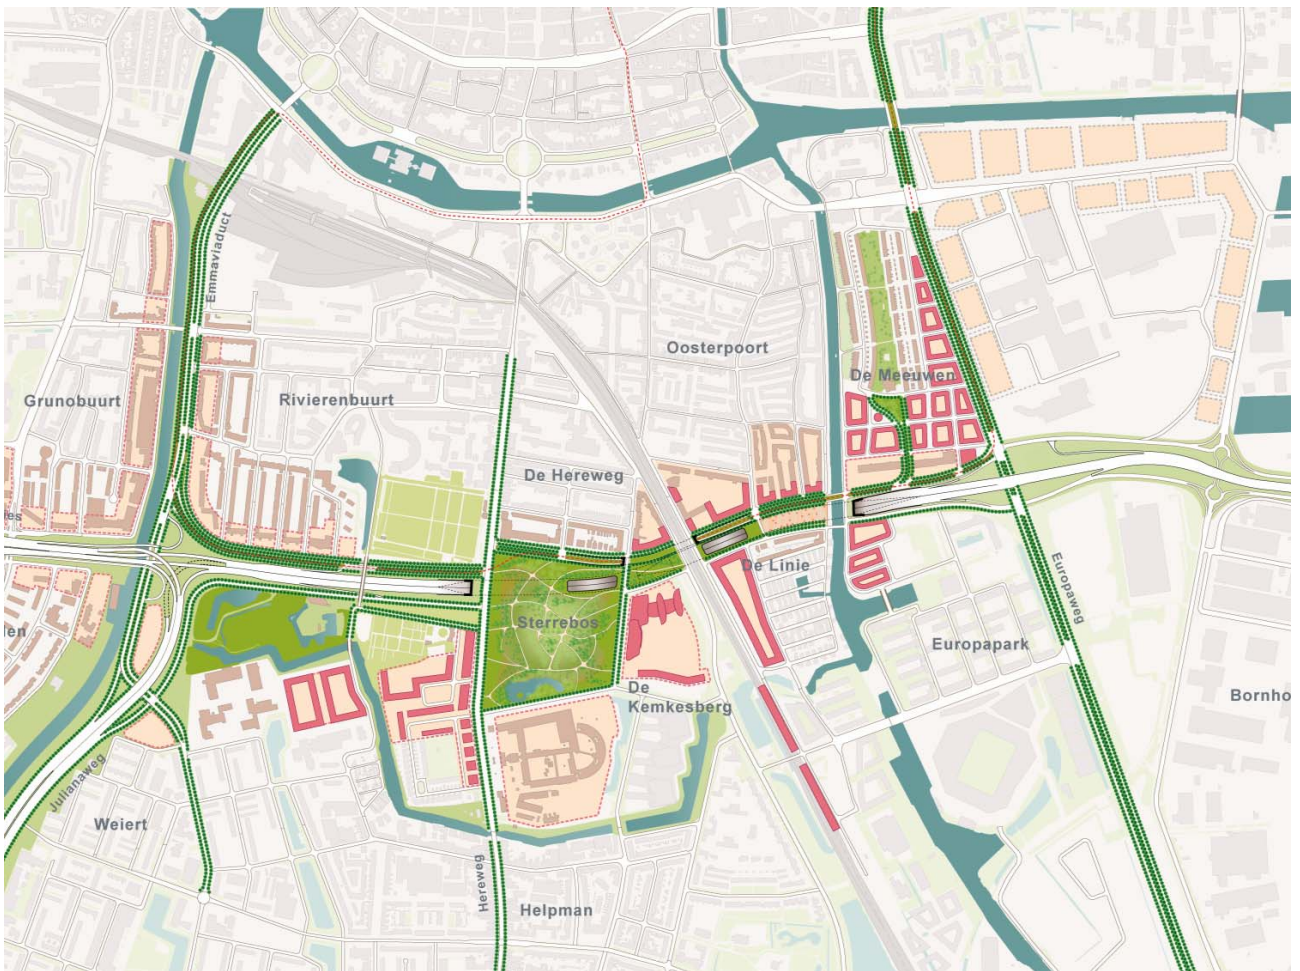 Emmaviaduct
Oosterpoort
De Meeuwen
Grunobuurt
Rivierenbuurt
De Hereweg
De Linie
Sterrebos
Europaweg
Europapark
De
Kemkesberg
Bornho
Julianaweg
Weiert
Hereweg
Helpman